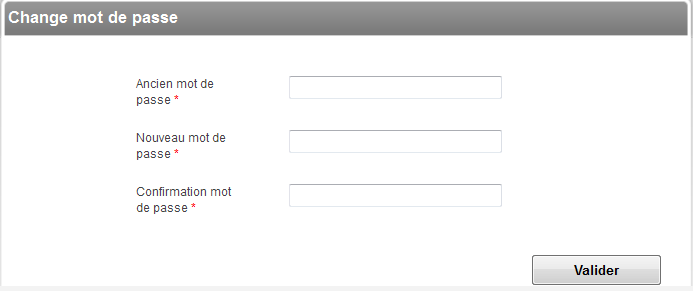 Change mot de passe
Ancien mot de
passe *
Nouveau mot de
passe *
Confirmation mot
de passe *
Valider